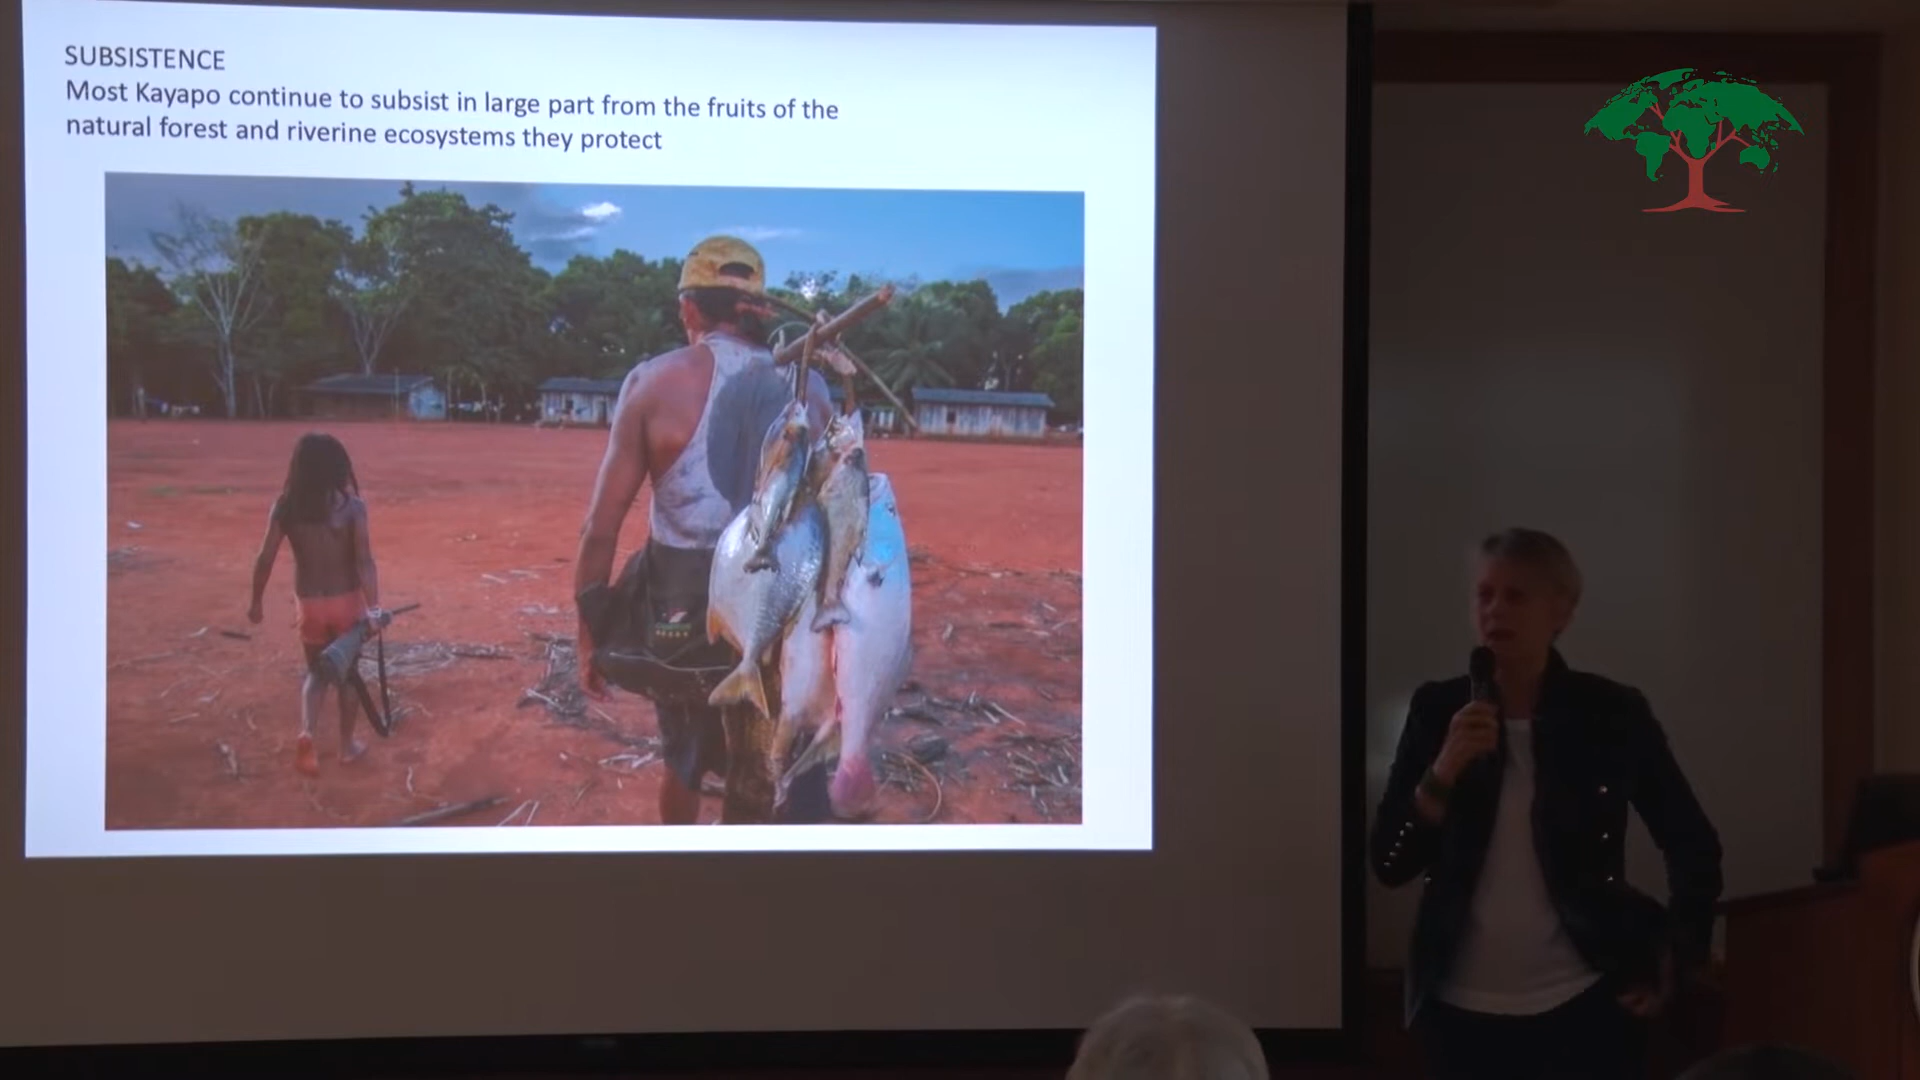 SUBSISTENCE
Most Kayapo continue to subsist in large part from the fruits of the
natural forest and riverine ecosystems they protect